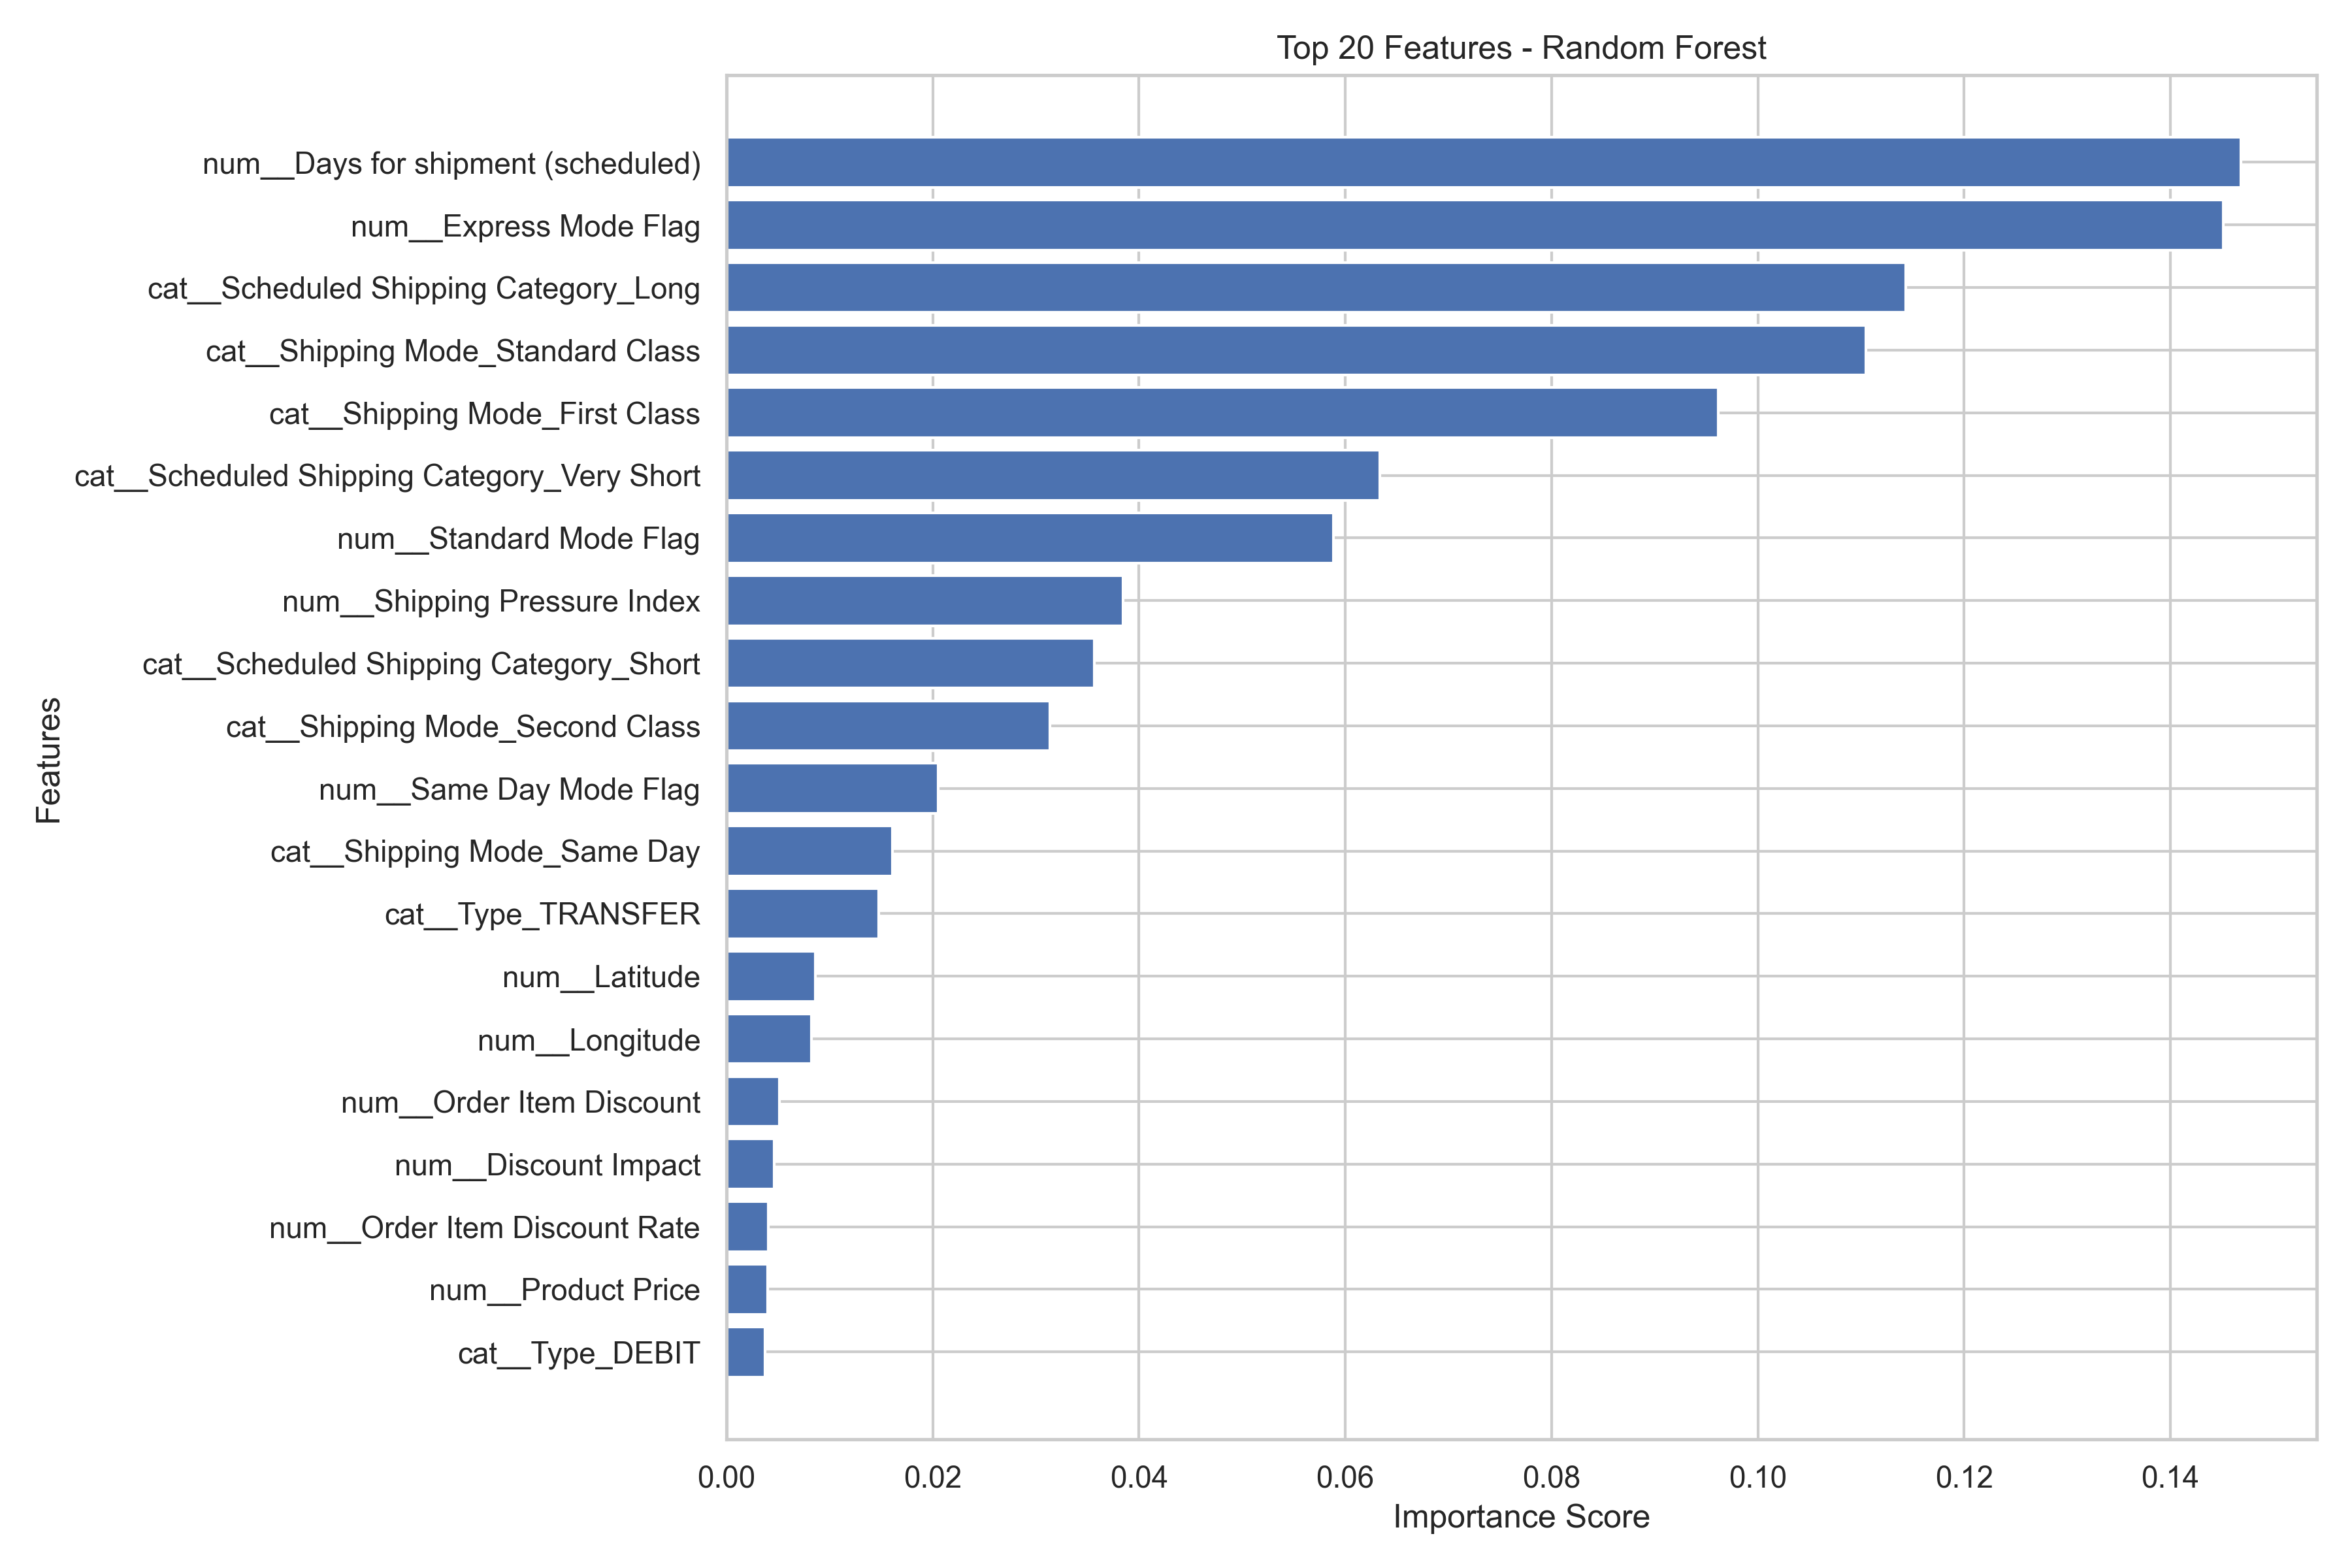 Top 20 Features - Random Forest
num__Days for shipment (scheduled)
num__Express Mode Flag
cat__Scheduled Shipping Category_Long
cat__Shipping Mode_Standard Class
cat__Shipping Mode_First Class
cat__Scheduled Shipping Category_Very Short
num__Standard Mode Flag
num__Shipping Pressure Index
cat__Scheduled Shipping Category_Short
cat__Shipping Mode_Second Class
num__Same Day Mode Flag
cat__Shipping Mode_Same Day
cat__Type_TRANSFER
num__Latitude
num__Longitude
num__Order Item Discount
num__Discount Impact
num__Order Item Discount Rate
num__Product Price
cat__Type_DEBIT
Features
0.00 0.02 0.04 0.06 0.08 0.10 0.12 0.14
Importance Score